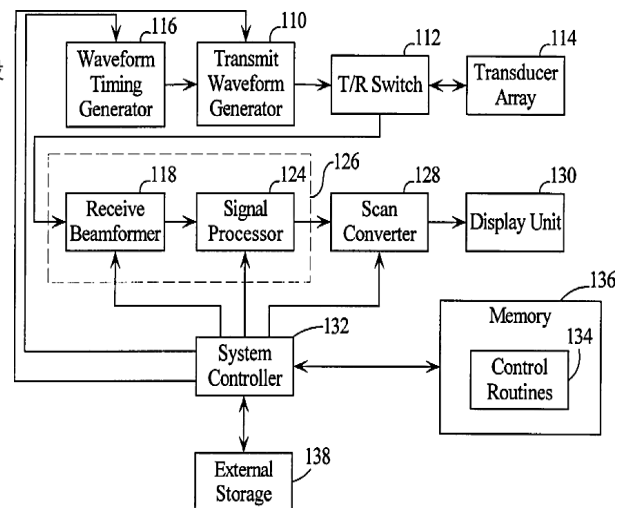 116
110
112
114
Waveform
Timing
Generator
Transmit
Waveform
Generator
T/R Switch
Transducer
Array
118
124
126
128
130
Receive
Beamformer
Signal
Processor
Scan
Converter
Display Unit
132
136
System
Controller
Memory
134
Control
Routines
138
External
Storage